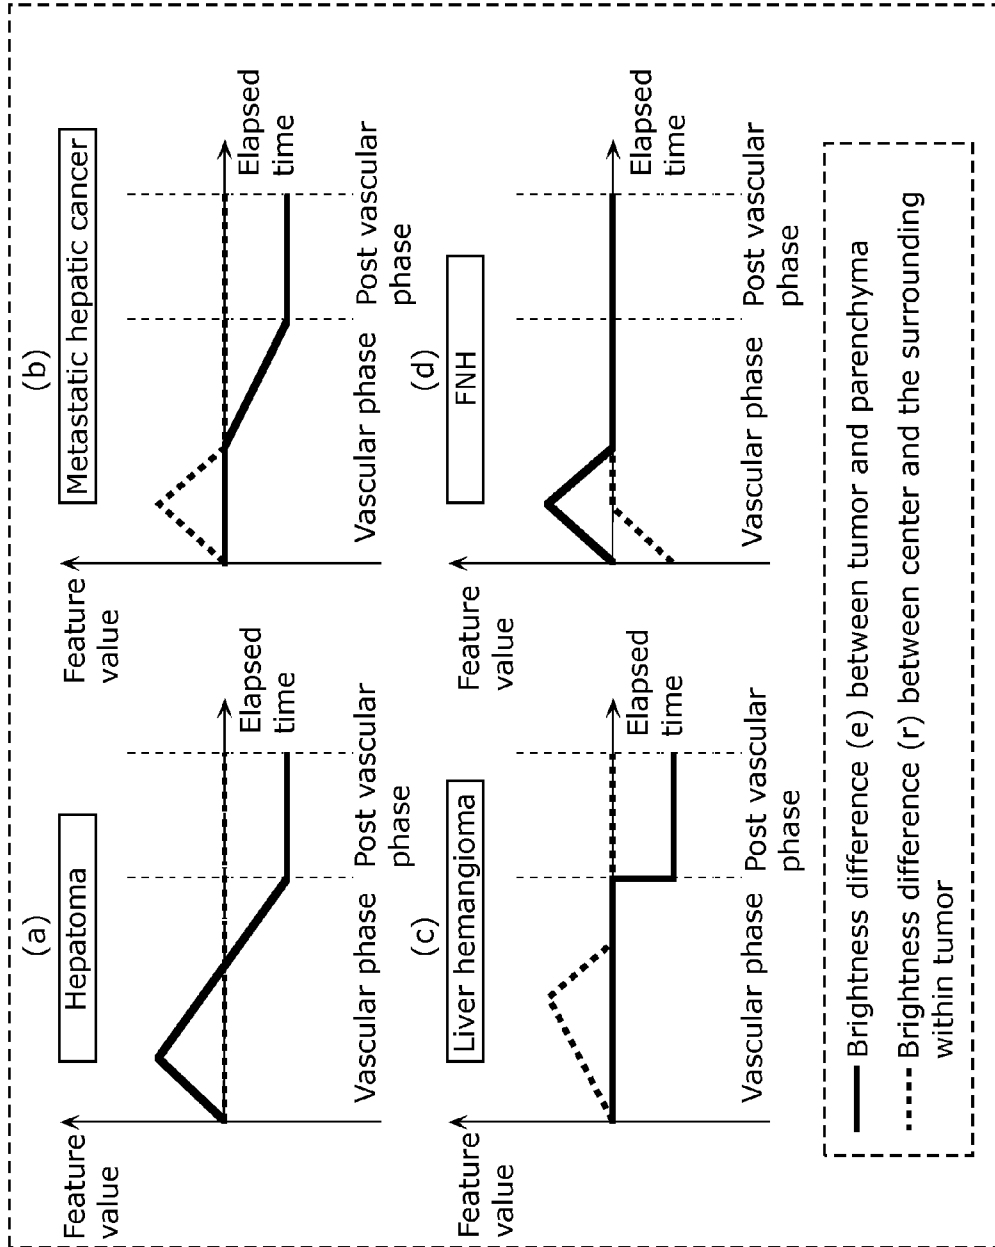 (a)
Hepatoma
Feature
value
Elapsed
time
Vascular phase
Post vascular
phase
(b)
Metastatic hepatic cancer
Feature
value
Elapsed
time
Vascular phase
Post vascular
phase
(c)
Liver hemangioma
Feature
value
Elapsed
time
Vascular phase
Post vascular
phase
(d)
FNH
Feature
value
Elapsed
time
Vascular phase
Post vascular
phase
Brightness difference (e) between tumor and parenchyma
Brightness difference (r) between center and the surrounding
within tumor